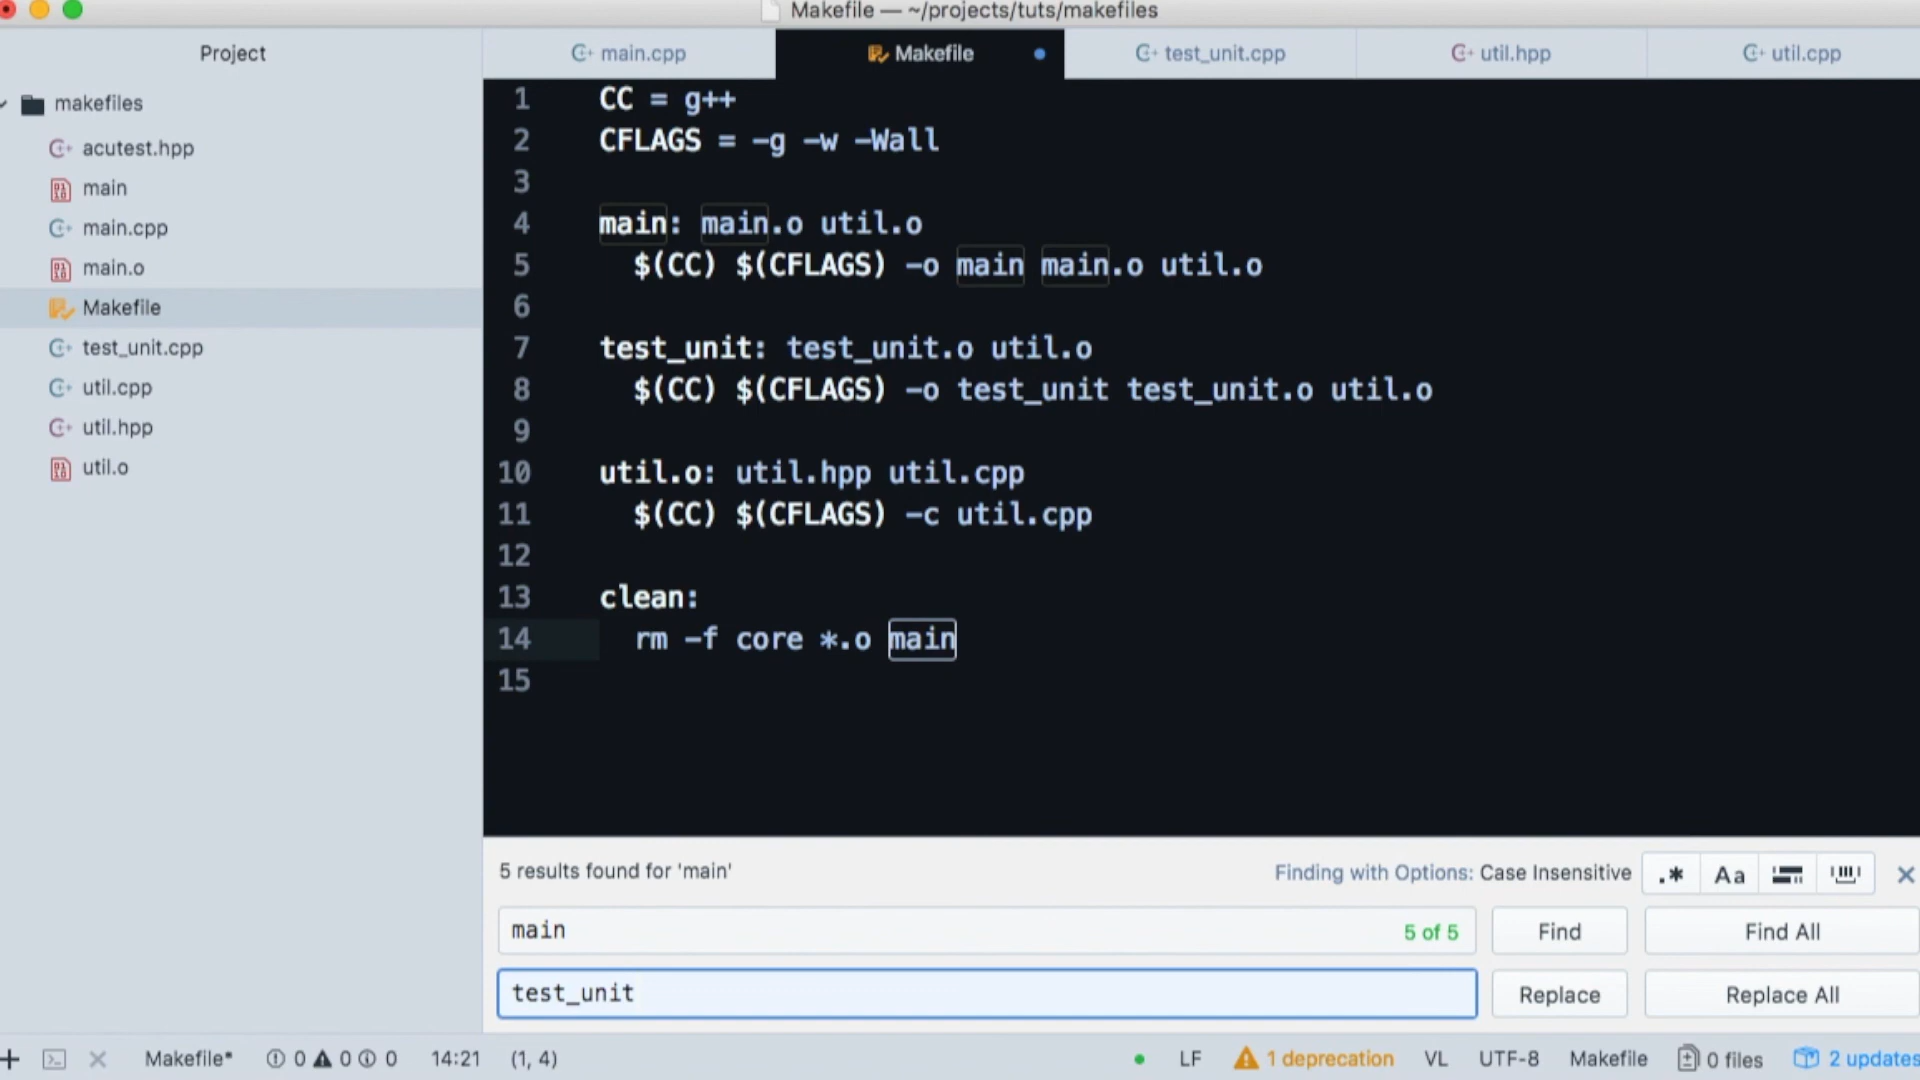 Makefile — ~/projects/tuts/makefiles
Project
main.cpp
Makefile
test_unit.cpp
util.hpp
util.cpp
makefiles
acutest.hpp
main
main.cpp
main.o
Makefile
test_unit.cpp
util.cpp
util.hpp
util.o
1 CC = g++
2 CFLAGS = -g -w -Wall
3
4 main: main.o util.o
5 $(CC) $(CFLAGS) -o main main.o util.o
6
7 test_unit: test_unit.o util.o
8 $(CC) $(CFLAGS) -o test_unit test_unit.o util.o
9
10 util.o: util.hpp util.cpp
11 $(CC) $(CFLAGS) -c util.cpp
12
13 clean:
14 rm -f core *.o main
15
5 results found for 'main'
Finding with Options: Case Insensitive
.* Aa
main
5 of 5
Find
Find All
test_unit
Replace
Replace All
Makefile* 0 0 0 14:21 (1, 4)
LF 1 deprecation VL UTF-8 Makefile 0 files 2 updates